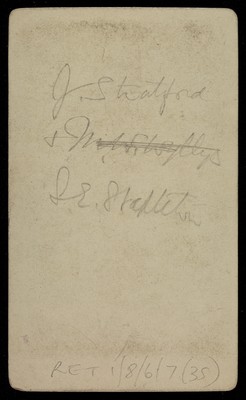 J. Stratford
&
S. E. Stapleton
RET 1/8/6/7 (35)